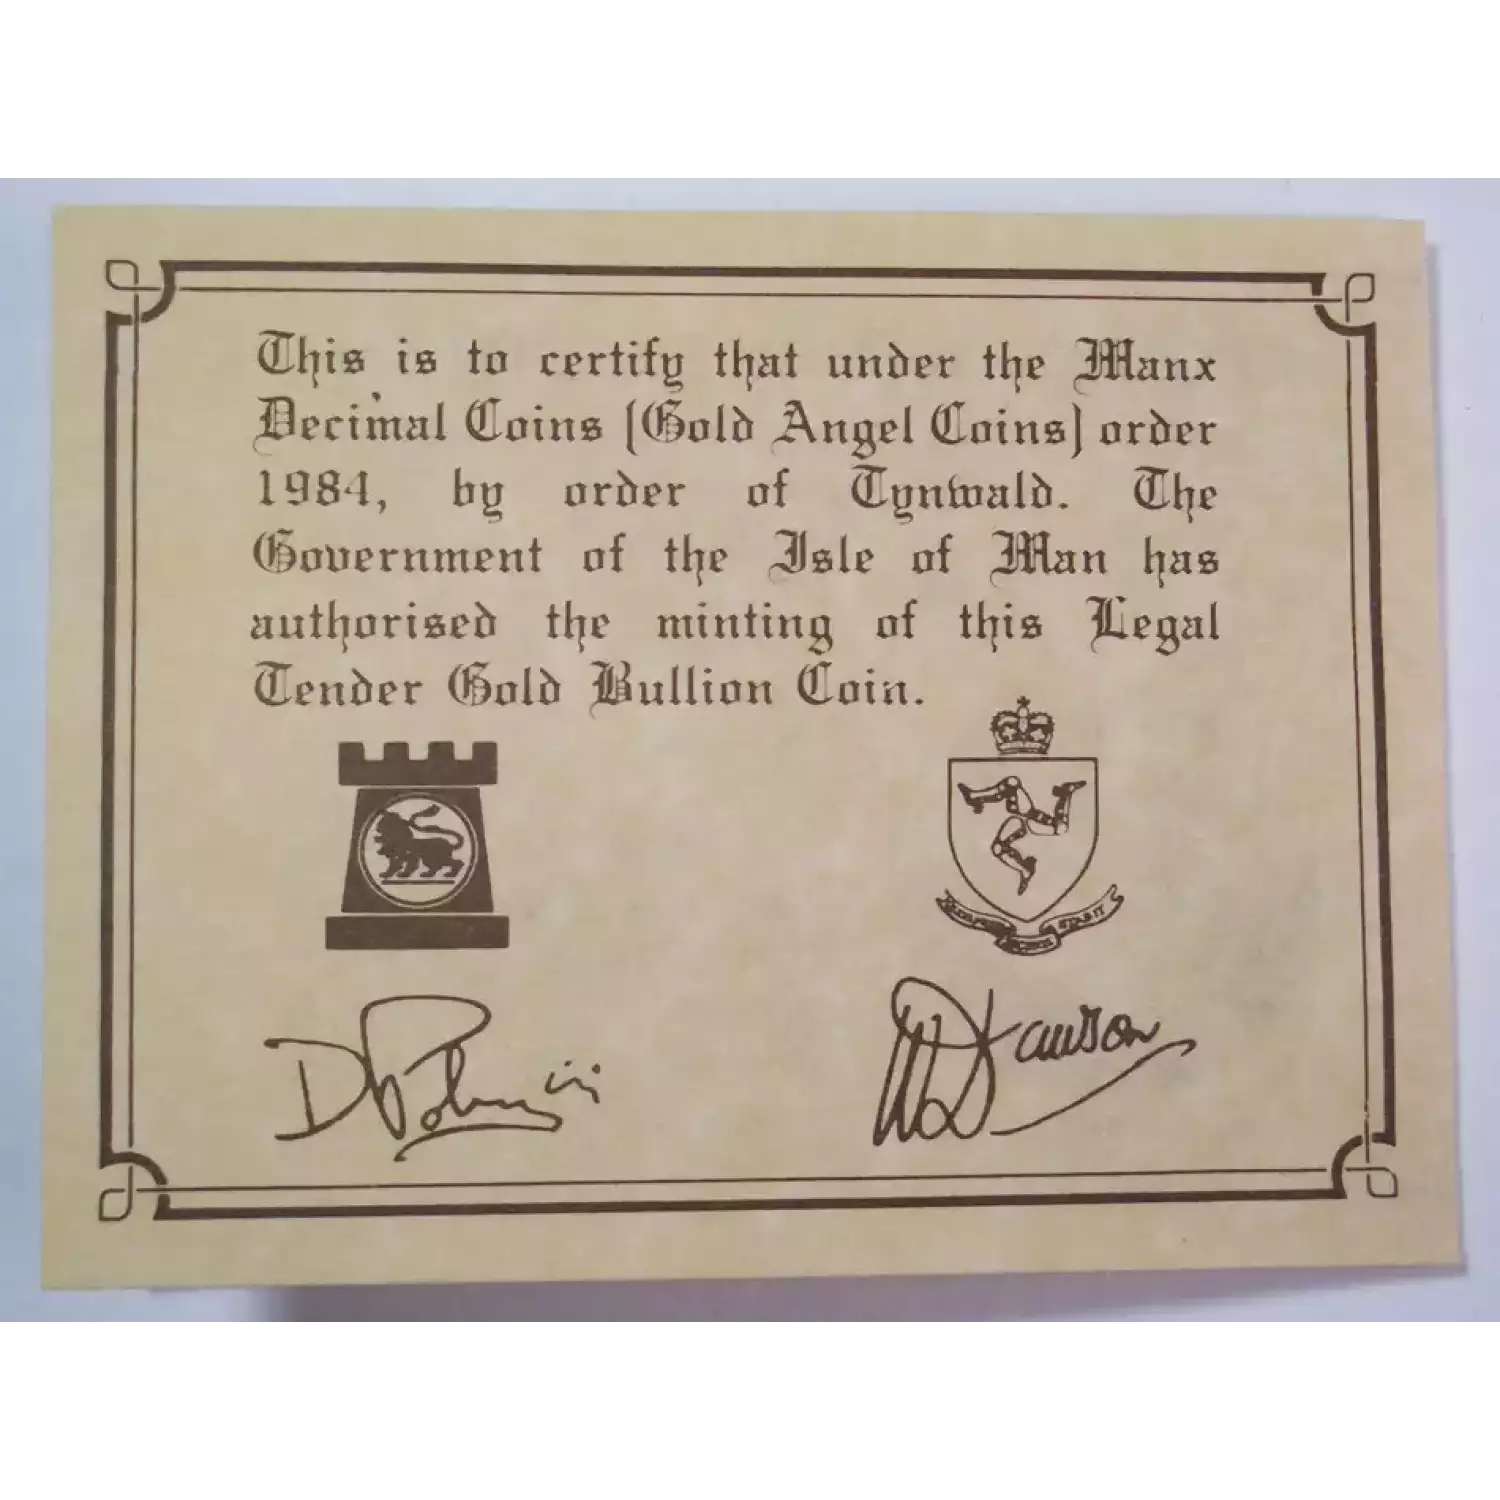 This is to certify that under the Manx
Decimal Coins (Gold Angel Coins) order
1984, by order of Tynwald. The
Government of the Isle of Man has
authorised the minting of this Legal
Tender Gold Bullion Coin.
STABIT